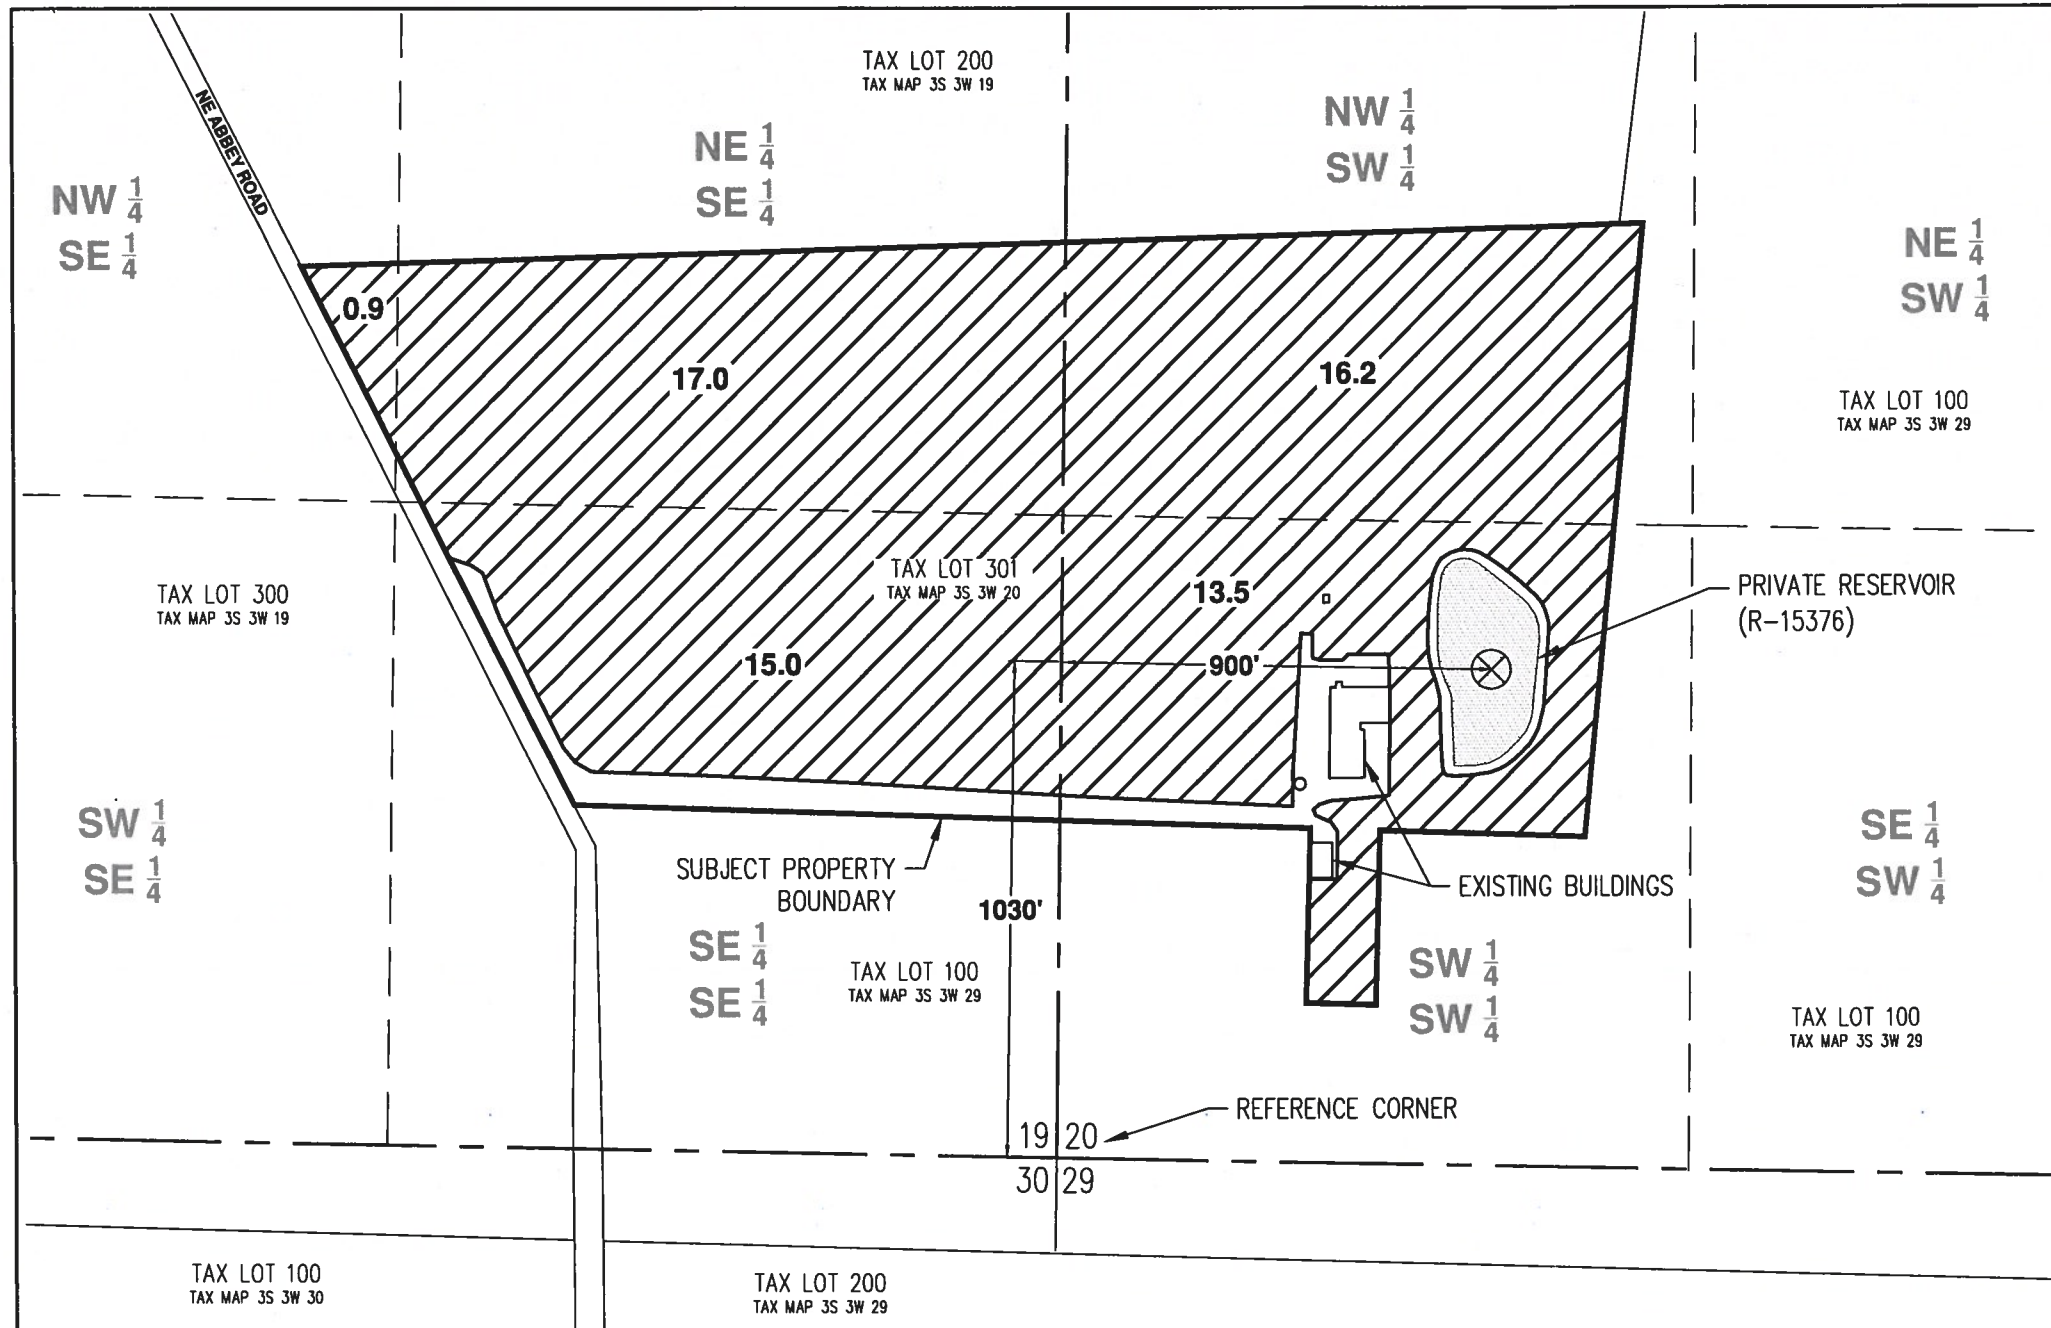 TAX LOT 200
TAX MAP 3S 3W 19
NE ABBEY ROAD
NW 1/4
SE 1/4
NE 1/4
SE 1/4
NW 1/4
SW 1/4
NE 1/4
SW 1/4
0.9
17.0
16.2
TAX LOT 100
TAX MAP 3S 3W 29
TAX LOT 300
TAX MAP 3S 3W 19
TAX LOT 301
TAX MAP 3S 3W 20
13.5
PRIVATE RESERVOIR
(R-15376)
15.0
900'
SW 1/4
SE 1/4
SUBJECT PROPERTY
BOUNDARY
1030'
EXISTING BUILDINGS
SE 1/4
SW 1/4
SE 1/4
SE 1/4
TAX LOT 100
TAX MAP 3S 3W 29
SW 1/4
SW 1/4
TAX LOT 100
TAX MAP 3S 3W 29
REFERENCE CORNER
19 20
30 29
TAX LOT 100
TAX MAP 3S 3W 30
TAX LOT 200
TAX MAP 3S 3W 29